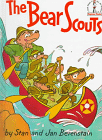 The Bear Scouts
by Stan and Jan Berenstain